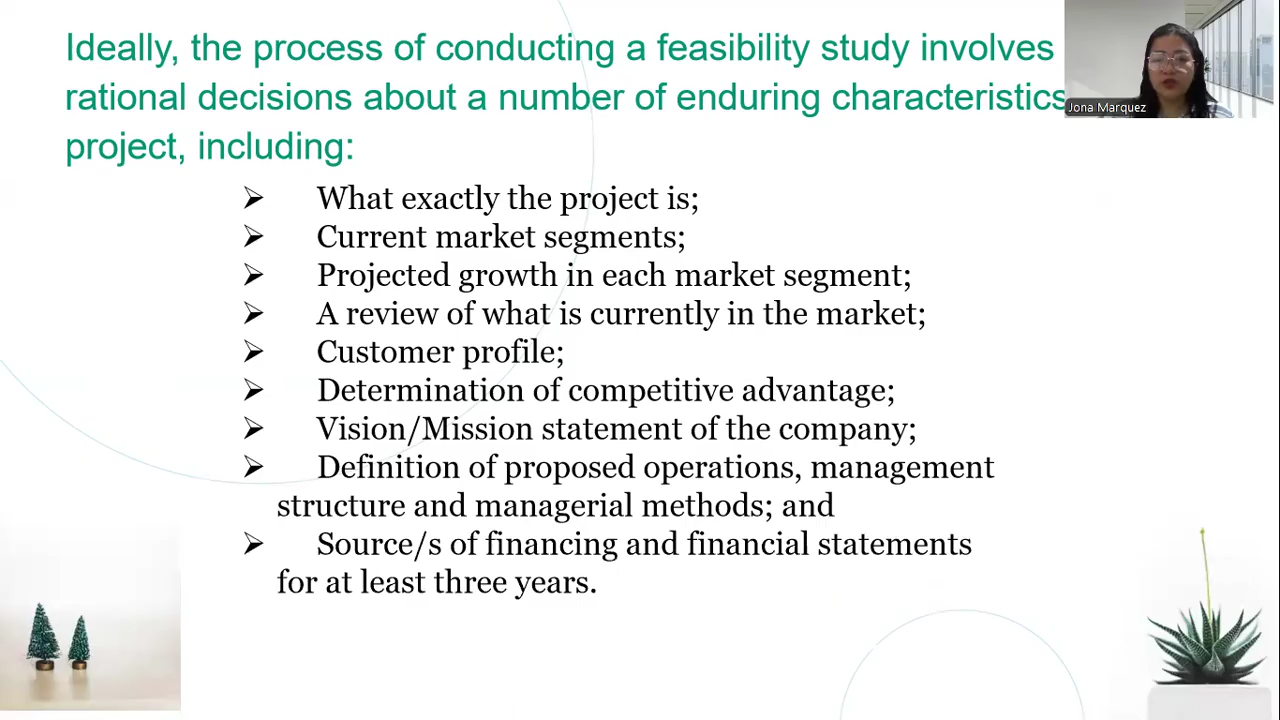 Ideally, the process of conducting a feasibility study involves
rational decisions about a number of enduring characteristics
project, including:
Jona Marquez
➢ What exactly the project is;
➢ Current market segments;
➢ Projected growth in each market segment;
➢ A review of what is currently in the market;
➢ Customer profile;
➢ Determination of competitive advantage;
➢ Vision/Mission statement of the company;
➢ Definition of proposed operations, management
structure and managerial methods; and
➢ Source/s of financing and financial statements
for at least three years.